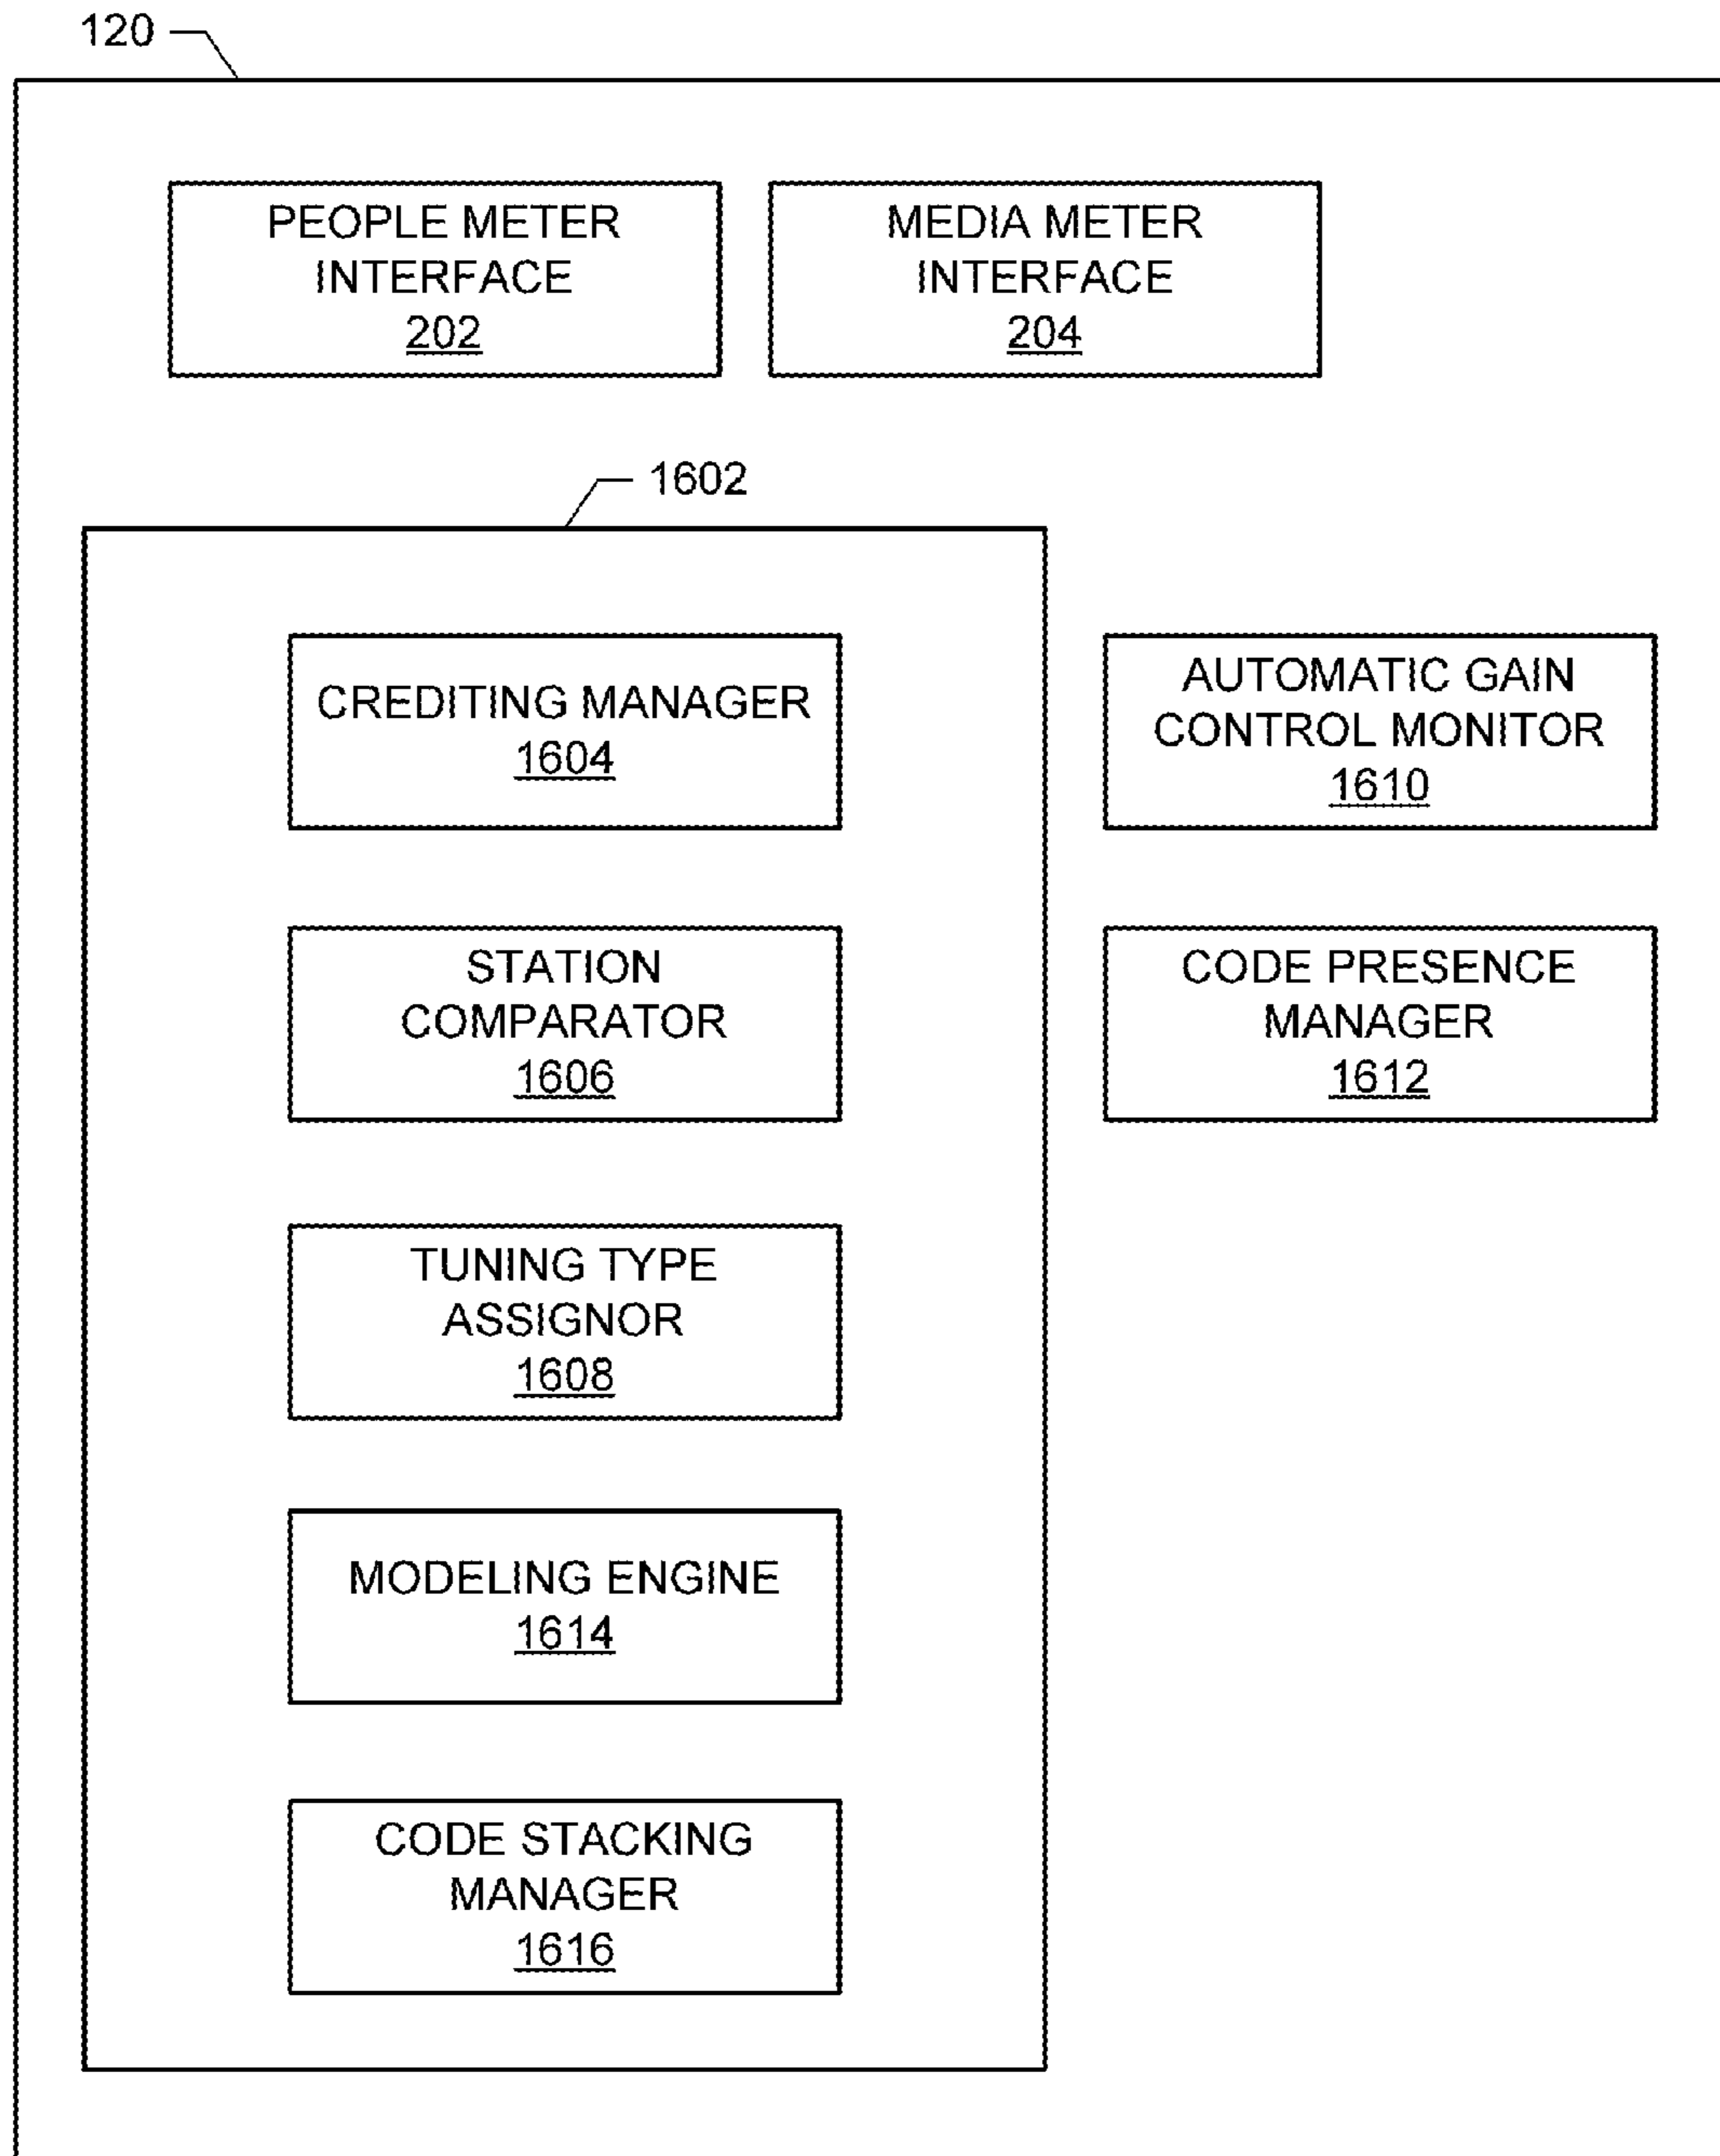 120
PEOPLE METER
INTERFACE
202
MEDIA METER
INTERFACE
204
1602
CREDITING MANAGER
1604
STATION
COMPARATOR
1606
TUNING TYPE
ASSIGNOR
1608
MODELING ENGINE
1614
CODE STACKING
MANAGER
1616
AUTOMATIC GAIN
CONTROL MONITOR
1610
CODE PRESENCE
MANAGER
1612